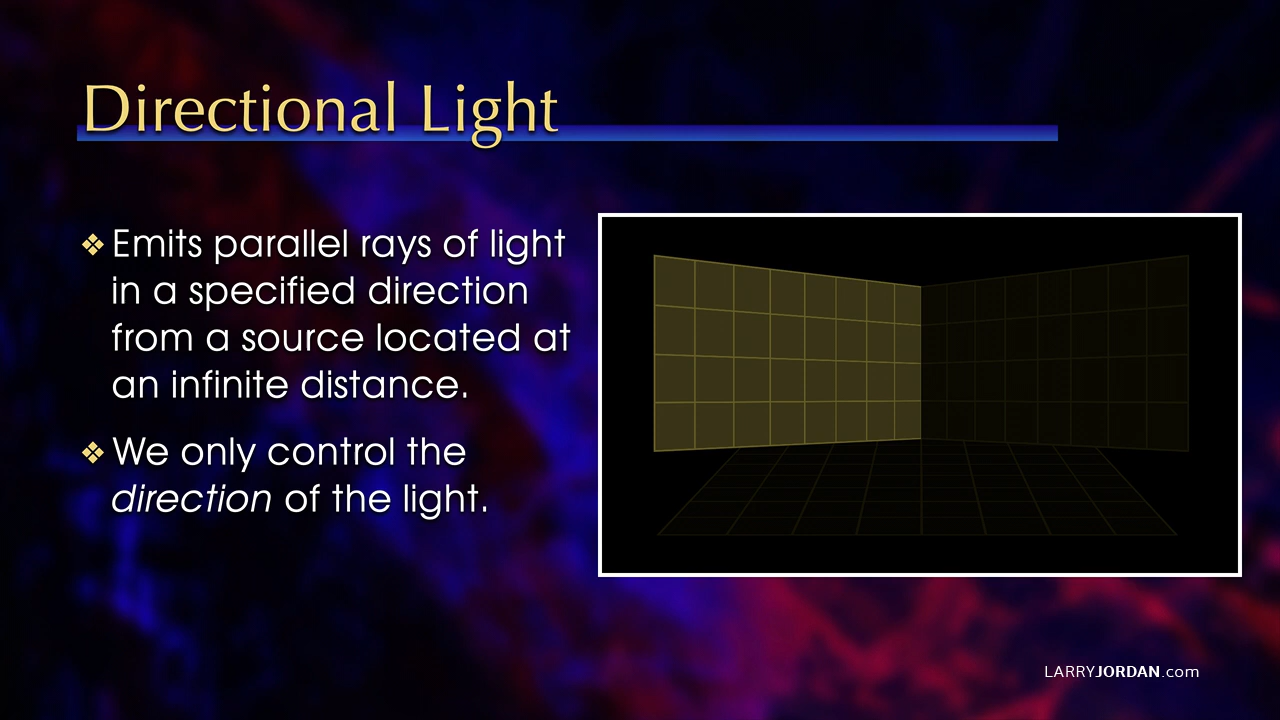 Directional Light
❖ Emits parallel rays of light
in a specified direction
from a source located at
an infinite distance.
❖ We only control the
direction of the light.
LARRYJORDAN.com